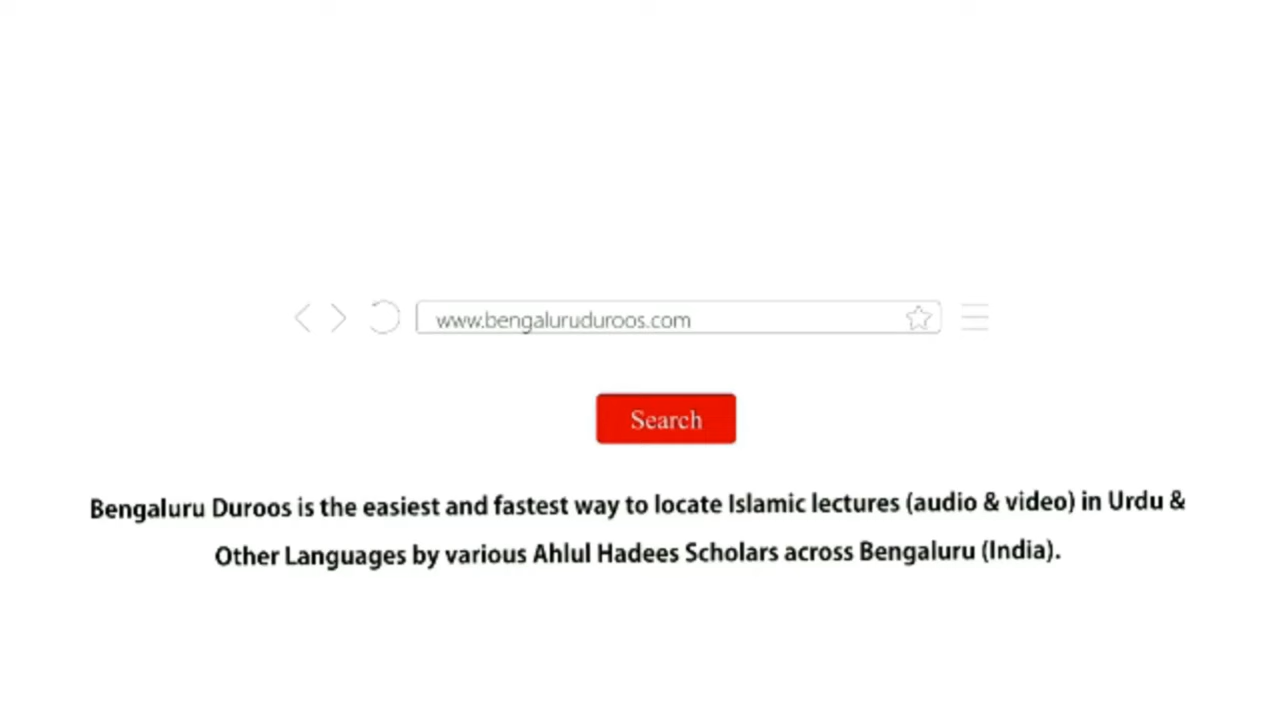 www.bengaluruduroos.com
Search
Bengaluru Duroos is the easiest and fastest way to locate Islamic lectures (audio & video) in Urdu &
Other Languages by various Ahlul Hadees Scholars across Bengaluru (India).